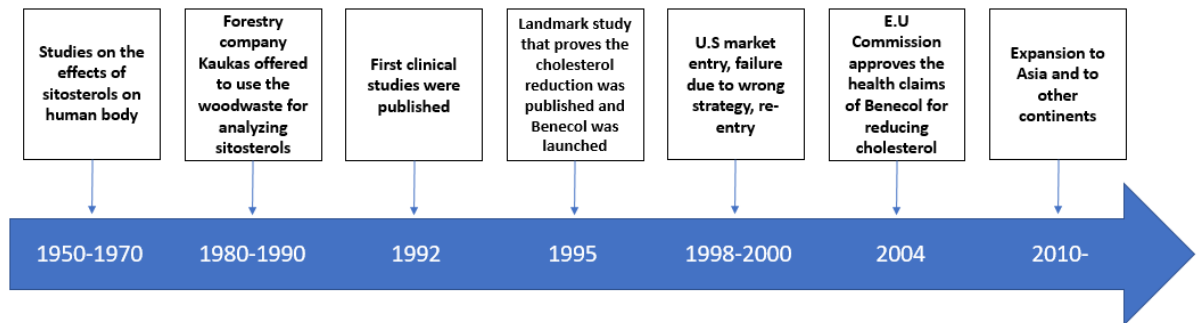 Studies on the
effects of
sitosterols on
human body
Forestry
company
Kaukas offered
to use the
woodwaste for
analyzing
sitosterols
First clinical
studies were
published
Landmark study
that proves the
cholesterol
reduction was
published and
Benecol was
launched
U.S market
entry, failure
due to wrong
strategy, re-
entry
E.U
Commission
approves the
health claims
of Benecol for
reducing
cholesterol
Expansion to
Asia and to
other
continents
1950-1970
1980-1990
1992
1995
1998-2000
2004
2010-